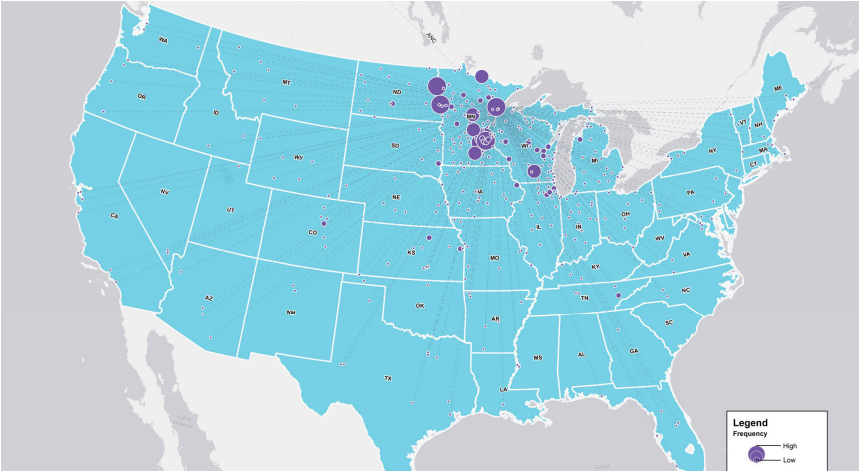 ANC
WA
MT
ND
ME
OR
MN
VT
NH
ID
SD
WI
NY
MA
WY
MI
CT
IA
PA
NV
NE
UT
OH
CA
CO
IL
IN
WV
KS
MO
VA
KY
AZ
NM
OK
TN
NC
AR
SC
MS
AL
GA
TX
LA
Legend
Frequency
High
Low